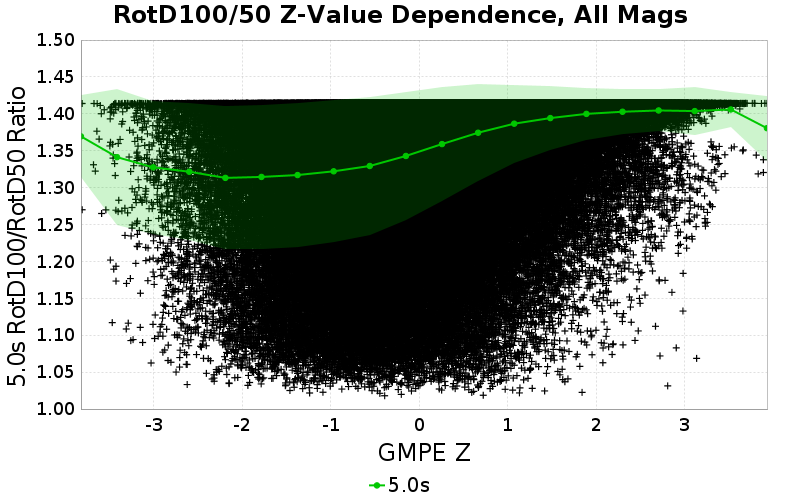 RotD100/50 Z-Value Dependence, All Mags
5.0s RotD100/RotD50 Ratio
1.50
1.45
1.40
1.35
1.30
1.25
1.20
1.15
1.10
1.05
1.00
-3 -2 -1 0 1 2 3
GMPE Z
5.0s